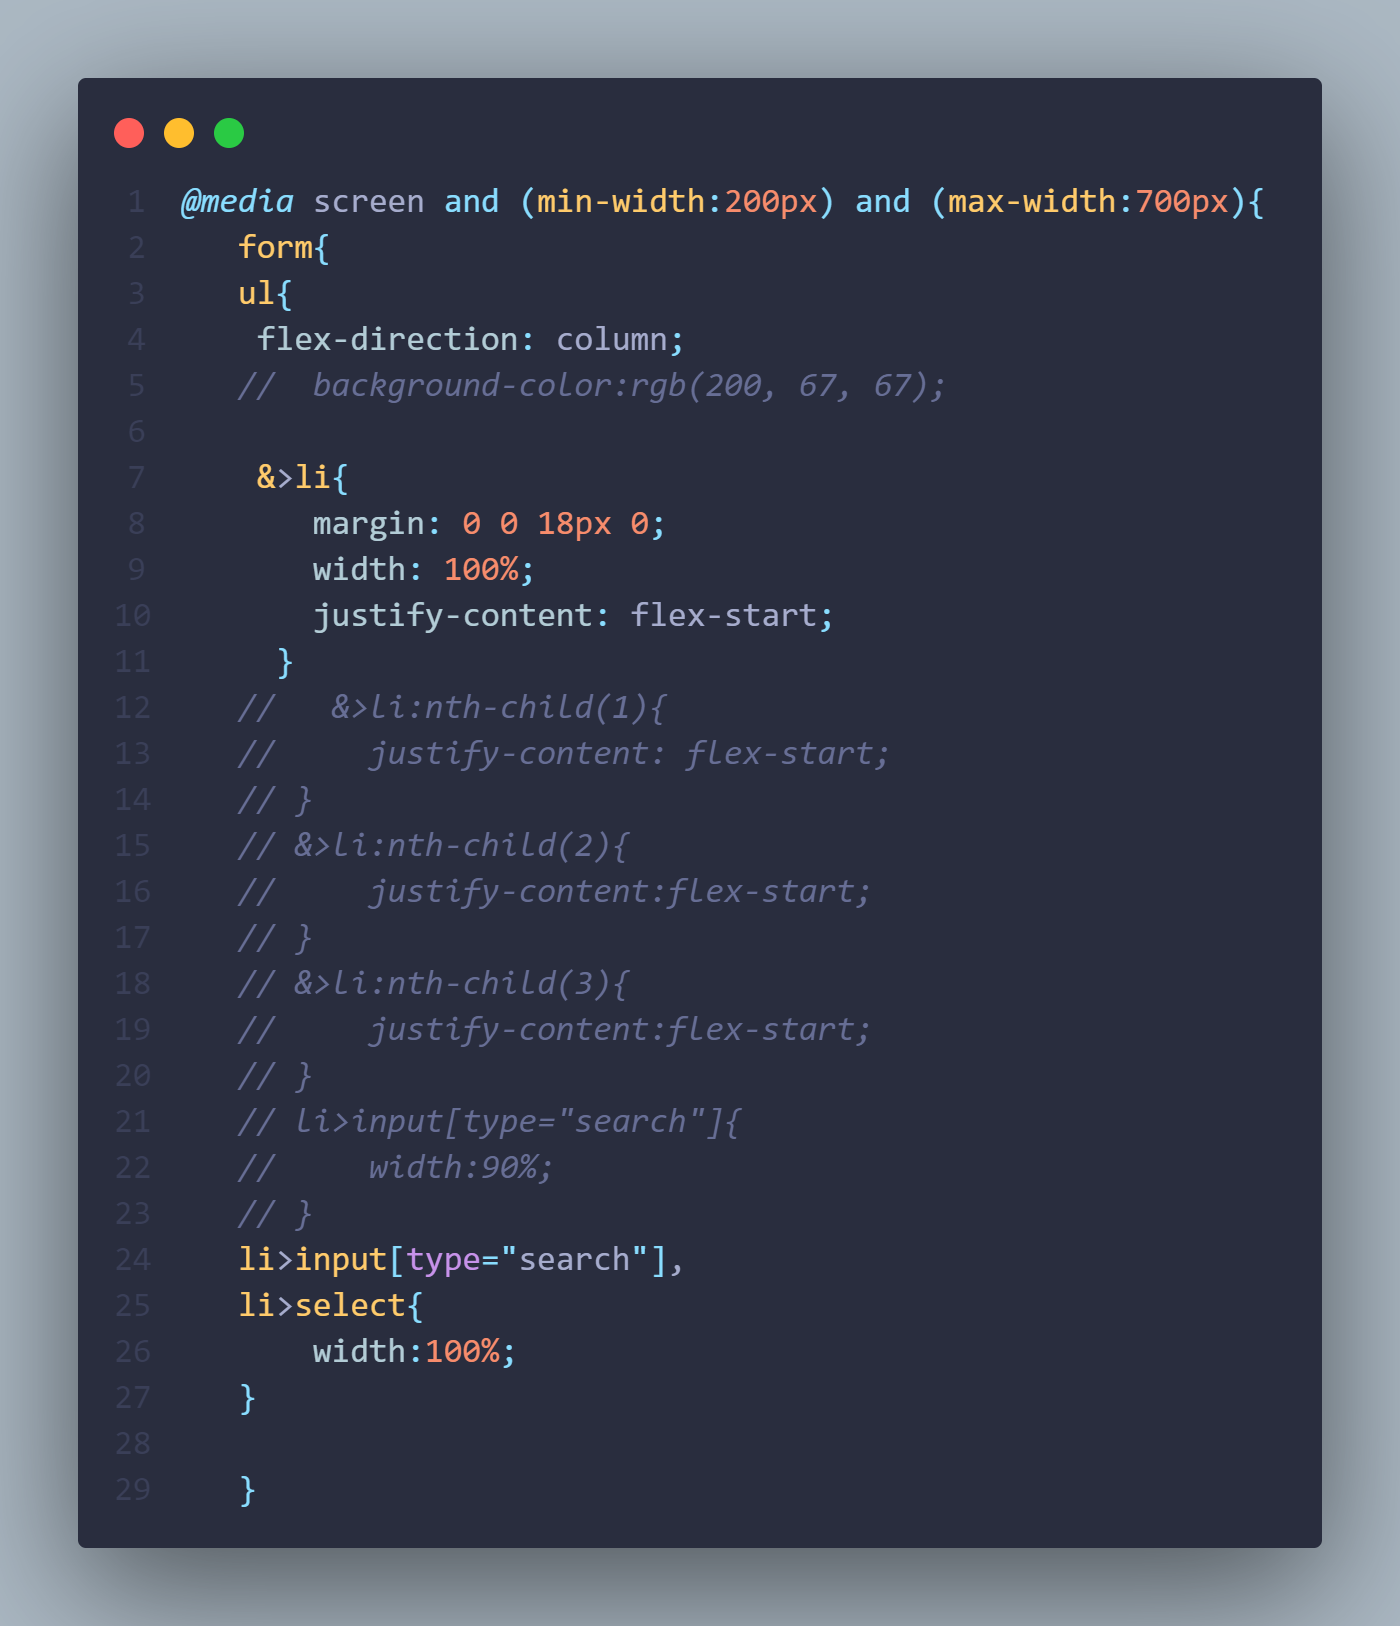 1 @media screen and (min-width:200px) and (max-width:700px){
2    form{
3    ul{
4     flex-direction: column;
5    //  background-color:rgb(200, 67, 67);
6
7     &>li{
8        margin: 0 0 18px 0;
9        width: 100%;
10        justify-content: flex-start;
11      }
12    //   &>li:nth-child(1){
13    //     justify-content: flex-start;
14    // }
15    // &>li:nth-child(2){
16    //     justify-content:flex-start;
17    // }
18    // &>li:nth-child(3){
19    //     justify-content:flex-start;
20    // }
21    // li>input[type="search"]{
22    //     width:90%;
23    // }
24    li>input[type="search"],
25    li>select{
26        width:100%;
27    }
28
29    }